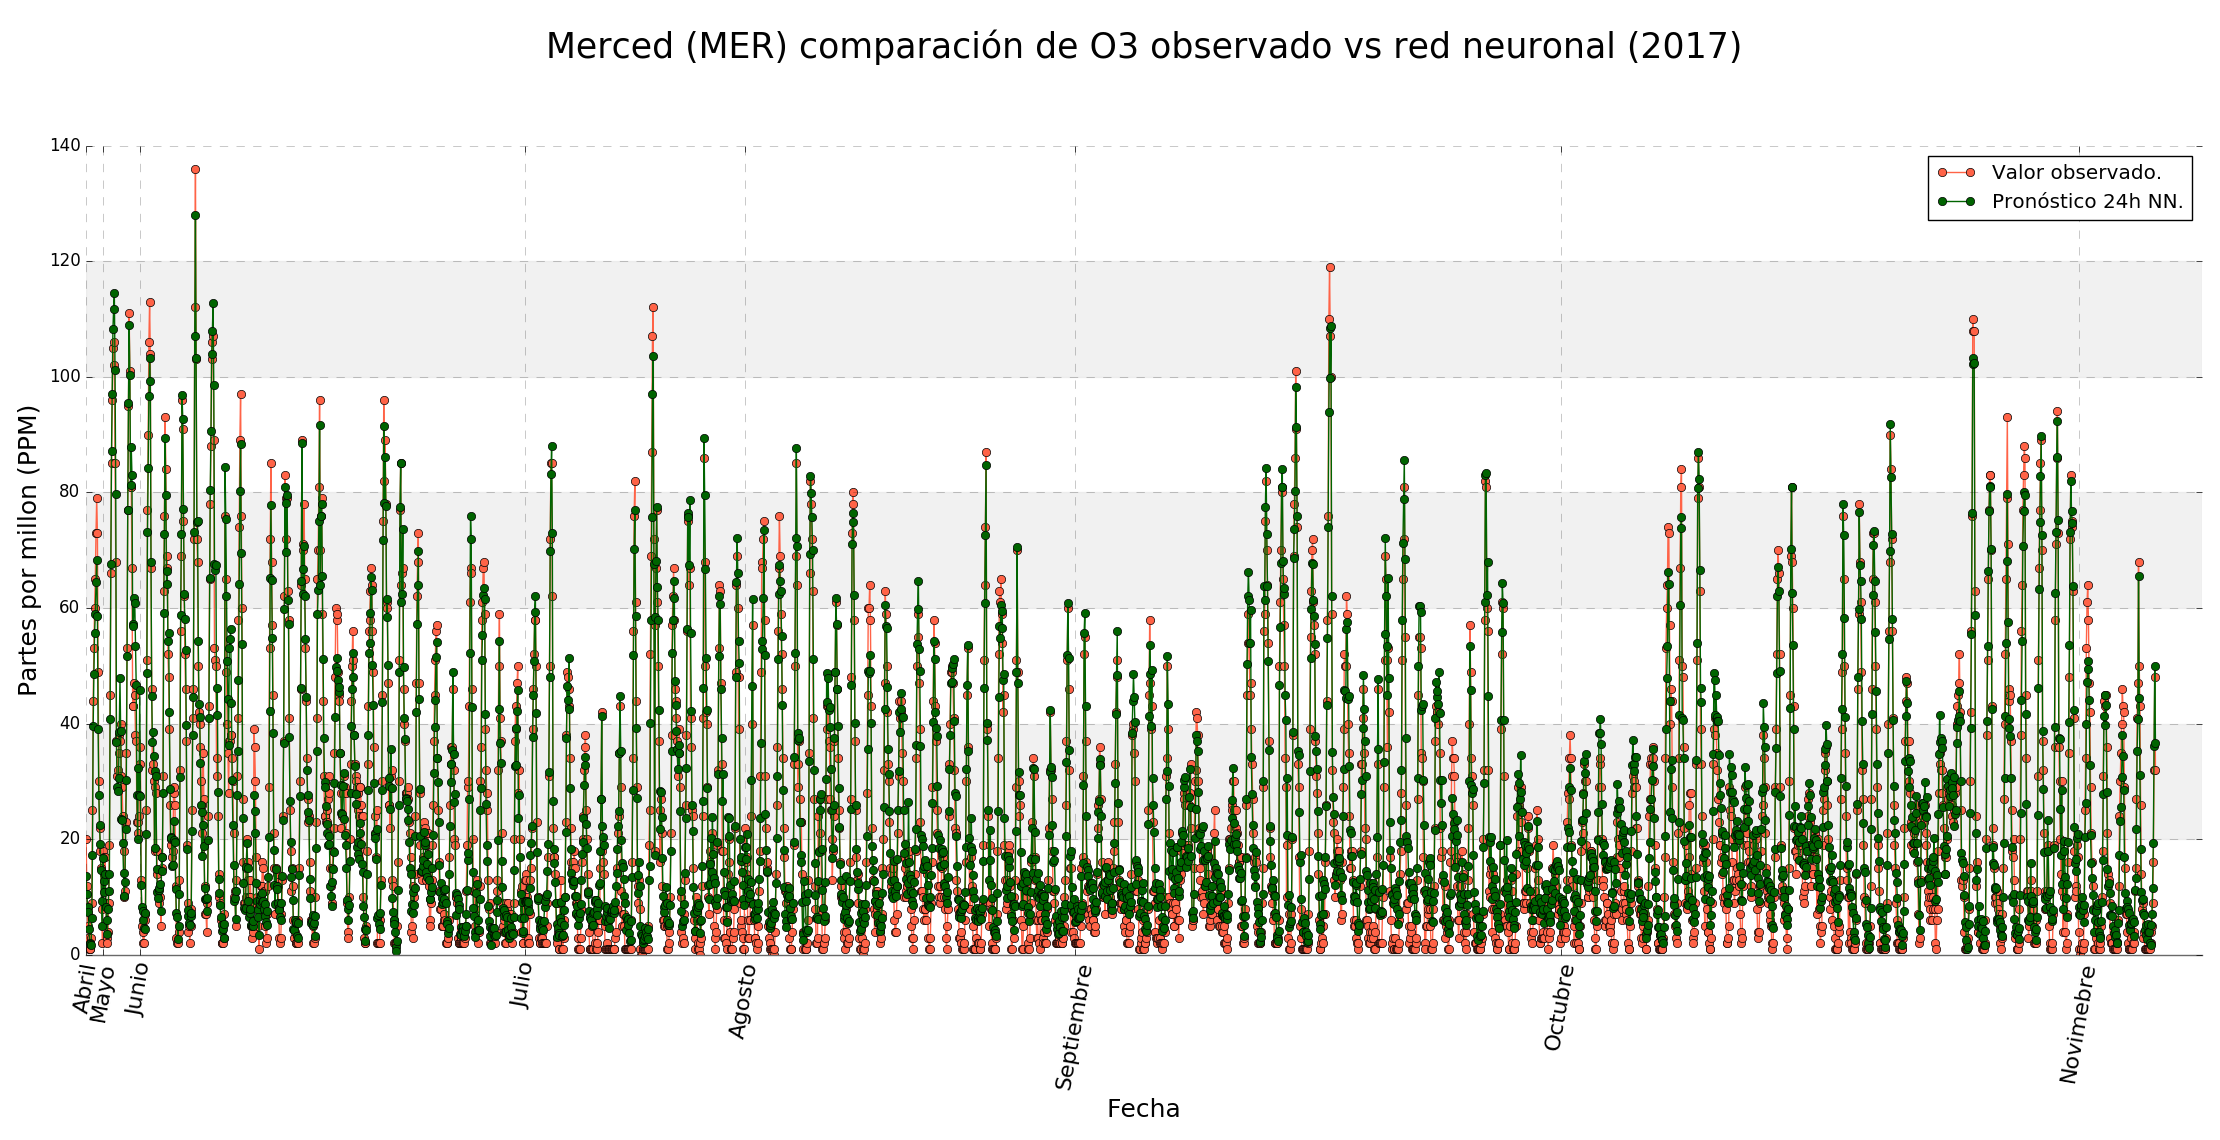 Merced (MER) comparación de O3 observado vs red neuronal (2017)
140
120
100
80
60
40
20
0
Partes por millon (PPM)
Valor observado.
Pronóstico 24h NN.
Abril
Mayo
Junio
Julio
Agosto
Septiembre
Octubre
Novimebre
Fecha